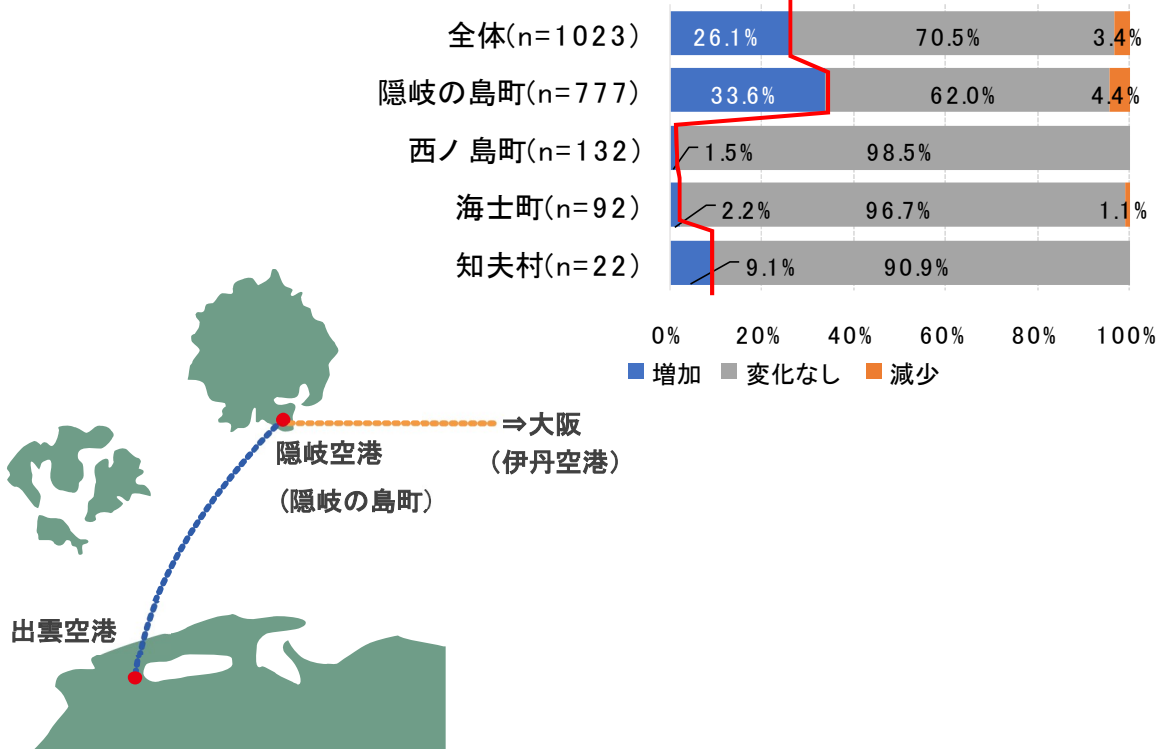 全体(n=1023) 26.1% 70.5% 3.4%
隠岐の島町(n=777) 33.6% 62.0% 4.4%
西ノ島町(n=132) 1.5% 98.5%
海士町(n=92) 2.2% 96.7% 1.1%
知夫村(n=22) 9.1% 90.9%
0% 20% 40% 60% 80% 100%
増加 変化なし 減少
⇒大阪
(伊丹空港)
隠岐空港
(隠岐の島町)
出雲空港